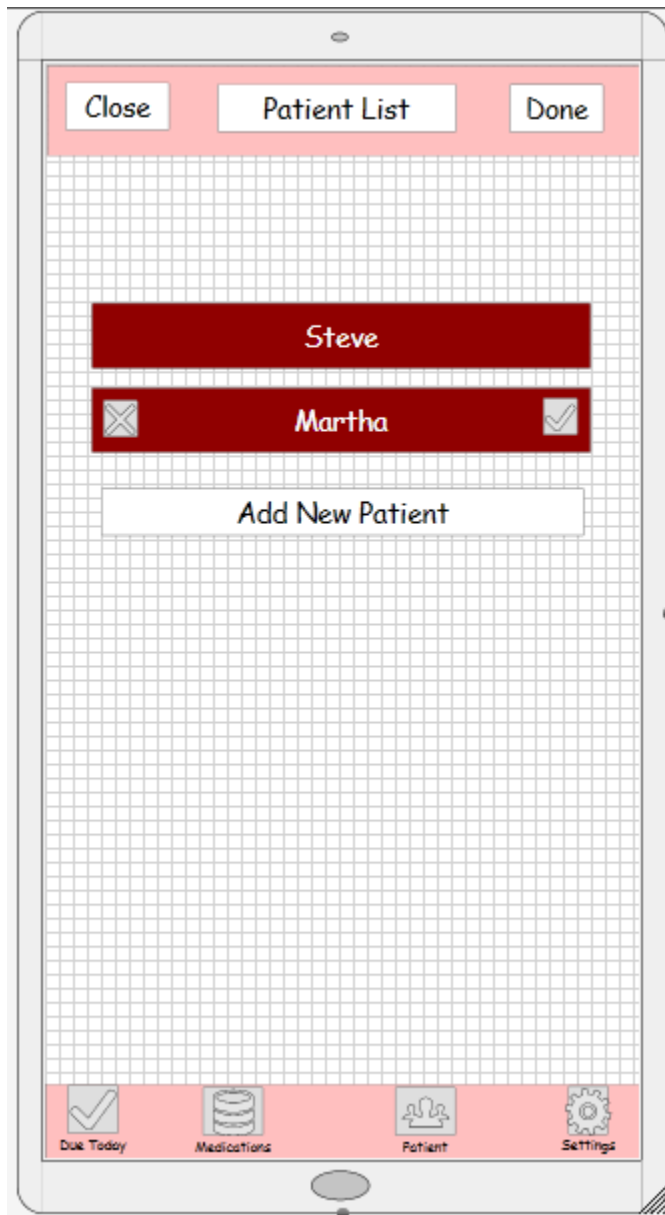 Close Patient List Done
Steve
Martha
Add New Patient
Due Today Medications Patient Settings